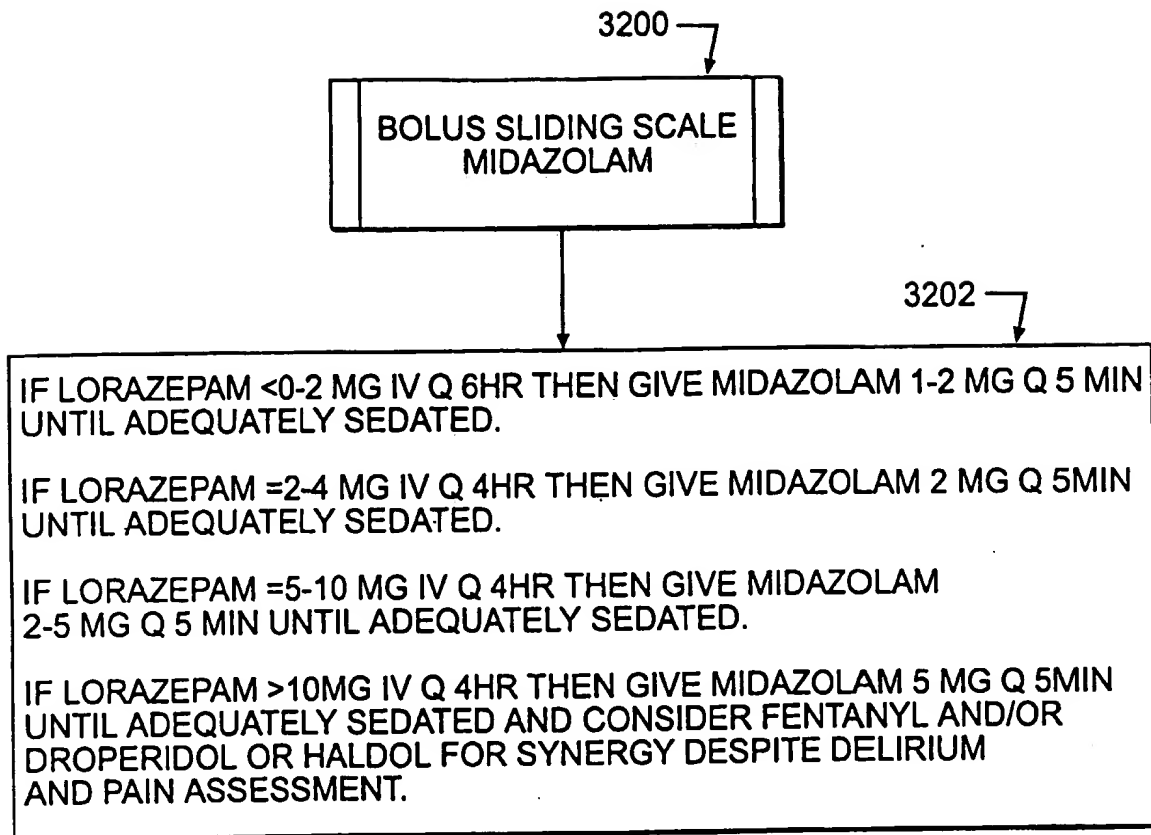 3200
BOLUS SLIDING SCALE
MIDAZOLAM
3202
IF LORAZEPAM <0-2 MG IV Q 6HR THEN GIVE MIDAZOLAM 1-2 MG Q 5 MIN
UNTIL ADEQUATELY SEDATED.
IF LORAZEPAM =2-4 MG IV Q 4HR THEN GIVE MIDAZOLAM 2 MG Q 5MIN
UNTIL ADEQUATELY SEDATED.
IF LORAZEPAM =5-10 MG IV Q 4HR THEN GIVE MIDAZOLAM
2-5 MG Q 5 MIN UNTIL ADEQUATELY SEDATED.
IF LORAZEPAM >10MG IV Q 4HR THEN GIVE MIDAZOLAM 5 MG Q 5MIN
UNTIL ADEQUATELY SEDATED AND CONSIDER FENTANYL AND/OR
DROPERIDOL OR HALDOL FOR SYNERGY DESPITE DELIRIUM
AND PAIN ASSESSMENT.